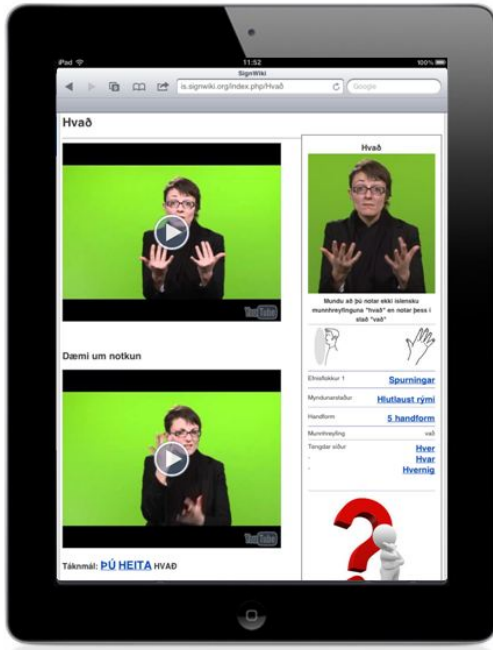 iPad
11:52
100%
SignWiki
is.signwiki.org/index.php/Hvað
Google
Hvað
YouTube
Dæmi um notkun
YouTube
Táknmál: ÞÚ HEITA HVAÐ
Hvað
Mundu að þú notar ekki íslensku
munnhreyfinguna "hvað" en notar þess í
stað "vað"
Efnisflokkur 1 Spurningar
Myndunarstaður Hlutlaust rými
Handform 5 handform
Munnhreyfing vað
Tengdar síður Hver
- Hvar
- Hvernig